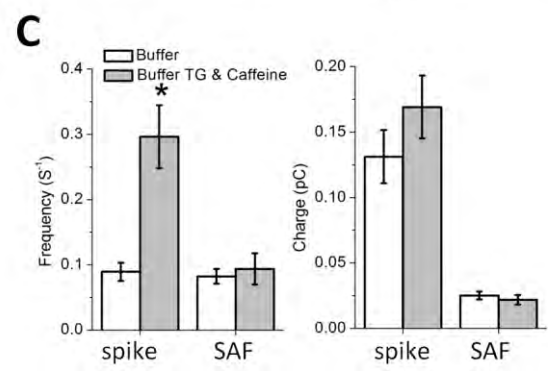 C
Buffer
Buffer TG & Caffeine
*
0.4
0.3
0.2
0.1
0.0
Frequency (S⁻¹)
spike SAF
0.20
0.15
0.10
0.05
0.00
Charge (pC)
spike SAF